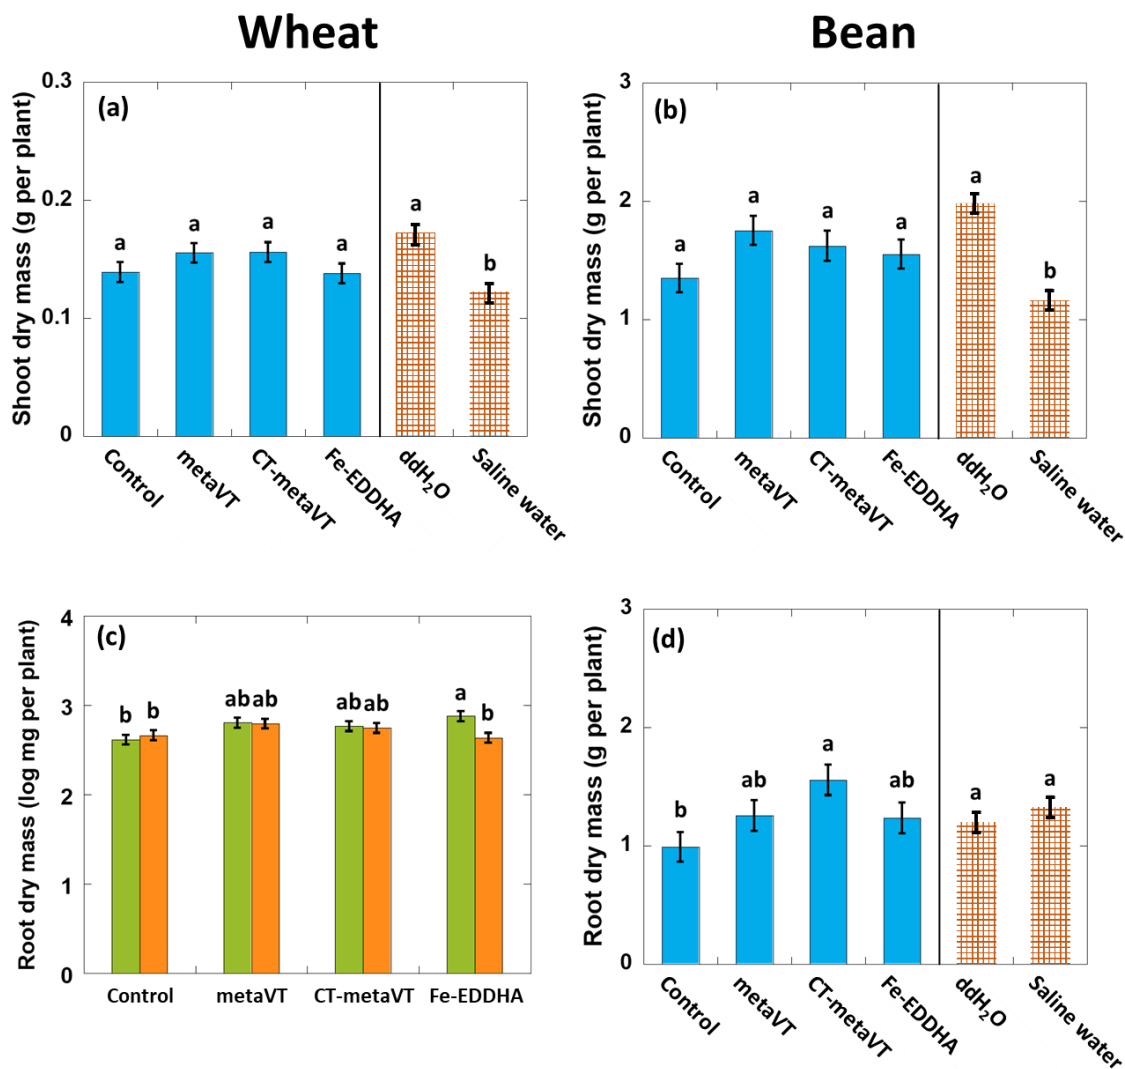 Wheat
Bean
(a)
Shoot dry mass (g per plant)
0.3
0.2
0.1
0
a
a
a
a
a
b
Control
metaVT
CT-metaVT
Fe-EDDHA
ddH₂O
Saline water
(b)
Shoot dry mass (g per plant)
3
2
1
0
a
a
a
a
a
b
Control
metaVT
CT-metaVT
Fe-EDDHA
ddH₂O
Saline water
(c)
Root dry mass (log mg per plant)
4
3
2
1
0
b
b
ab
ab
ab
ab
a
b
Control
metaVT
CT-metaVT
Fe-EDDHA
(d)
Root dry mass (g per plant)
3
2
1
0
b
ab
a
ab
a
a
Control
metaVT
CT-metaVT
Fe-EDDHA
ddH₂O
Saline water